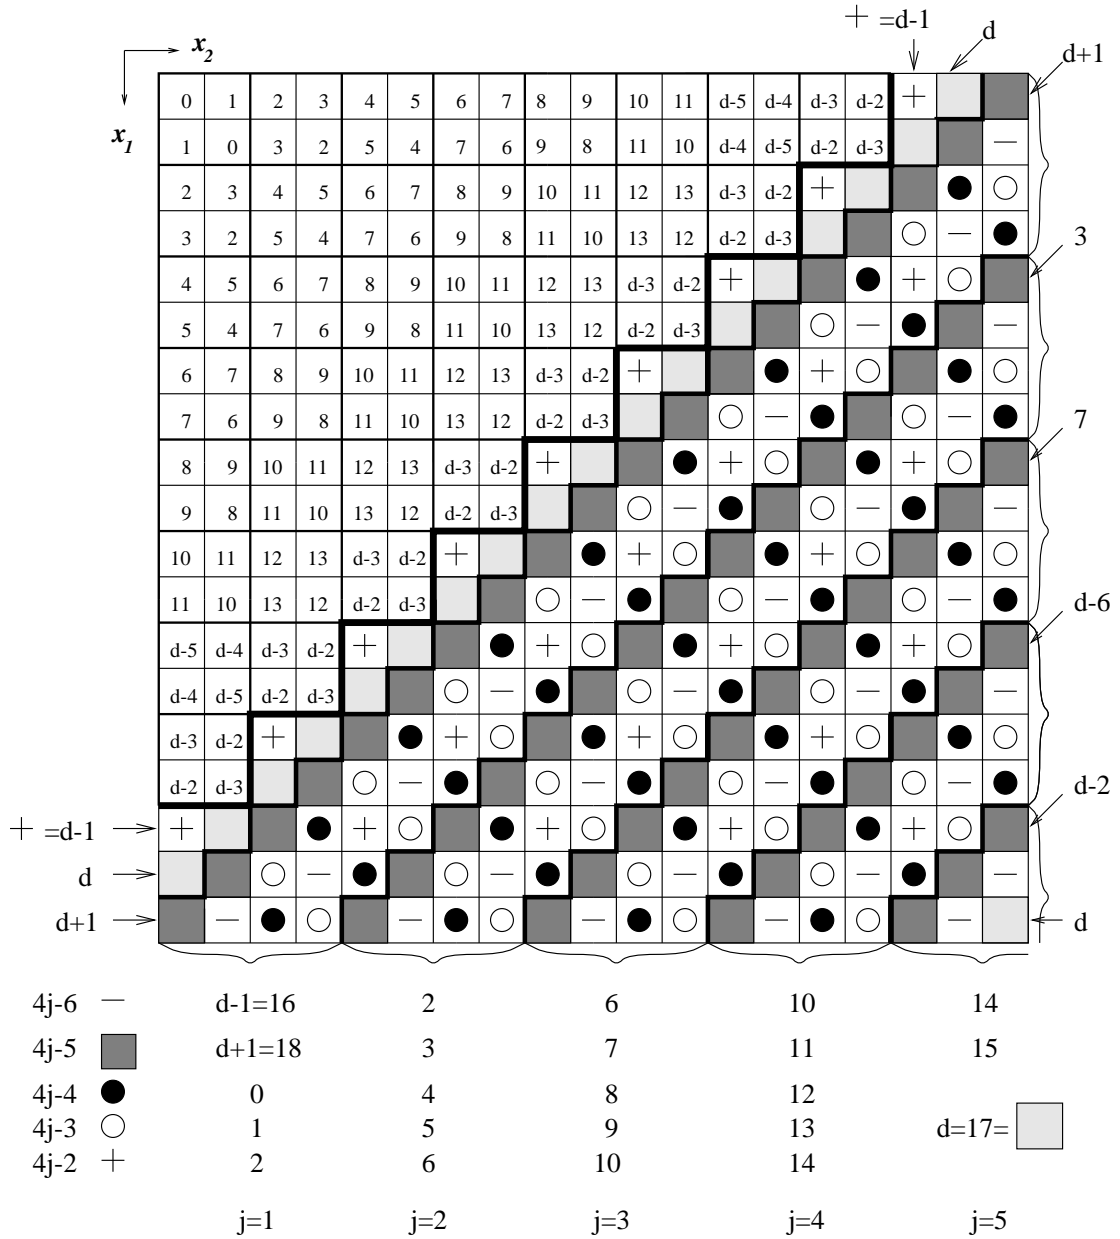 + =d-1
d
x2
d+1
x1
0 1 2 3 4 5 6 7 8 9 10 11 d-5 d-4 d-3 d-2 +
1 0 3 2 5 4 7 6 9 8 11 10 d-4 d-5 d-2 d-3 −
2 3 4 5 6 7 8 9 10 11 12 13 d-3 d-2 +
3 2 5 4 7 6 9 8 11 10 13 12 d-2 d-3 −
3
4 5 6 7 8 9 10 11 12 13 d-3 d-2 + +
5 4 7 6 9 8 11 10 13 12 d-2 d-3 − −
6 7 8 9 10 11 12 13 d-3 d-2 + +
7 6 9 8 11 10 13 12 d-2 d-3 − −
7
8 9 10 11 12 13 d-3 d-2 + + +
9 8 11 10 13 12 d-2 d-3 − − −
10 11 12 13 d-3 d-2 + + +
11 10 13 12 d-2 d-3 − − −
d-6
d-5 d-4 d-3 d-2 + + + +
d-4 d-5 d-2 d-3 − − − −
d-3 d-2 + + + +
d-2 d-3 − − − −
d-2
+ =d-1 + + + + +
d − − − − −
d+1 − − − − − d
4j-6 − d-1=16 2 6 10 14
4j-5 d+1=18 3 7 11 15
4j-4 0 4 8 12
4j-3 1 5 9 13 d=17=
4j-2 + 2 6 10 14
j=1 j=2 j=3 j=4 j=5